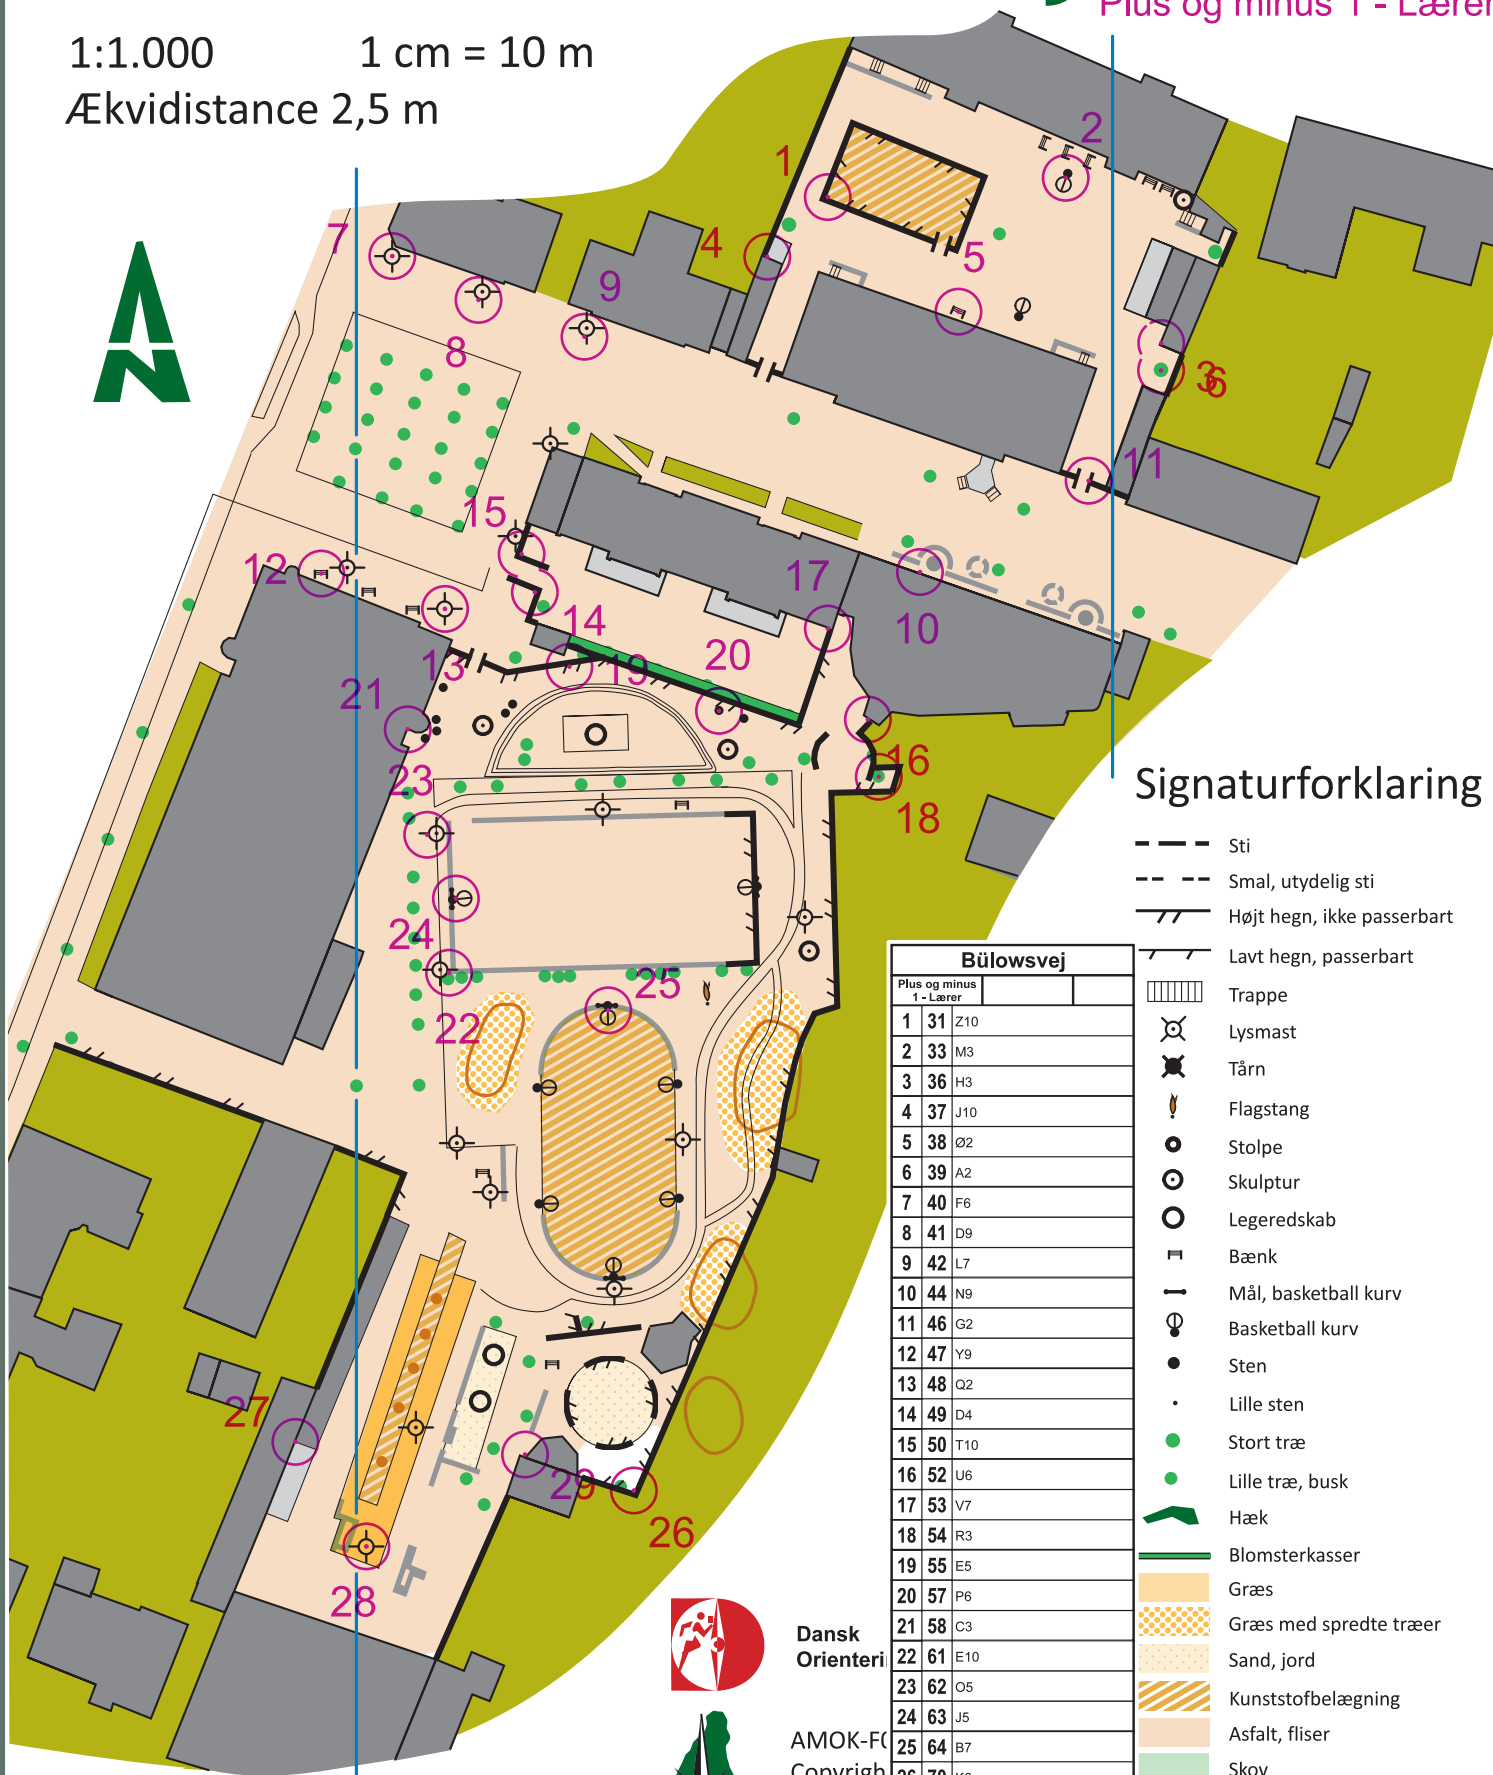 Plus og minus 1 - Lærer
1:1.000 1 cm = 10 m
Ækvidistance 2,5 m
2
1
4
7
5
9
8
3
6
11
15
12
17
14
10
13
19
20
21
23
16
18
24
25
22
27
29
26
28
Signaturforklaring
Sti
Smal, utydelig sti
Højt hegn, ikke passerbart
Lavt hegn, passerbart
Trappe
Lysmast
Tårn
Flagstang
Stolpe
Skulptur
Legeredskab
Bænk
Mål, basketball kurv
Basketball kurv
Sten
Lille sten
Stort træ
Lille træ, busk
Hæk
Blomsterkasser
Græs
Græs med spredte træer
Sand, jord
Kunststofbelægning
Asfalt, fliser
Skov
Bülowsvej
Plus og minus
1 - Lærer
1 31 Z10
2 33 M3
3 36 H3
4 37 J10
5 38 Ø2
6 39 A2
7 40 F6
8 41 D9
9 42 L7
10 44 N9
11 46 G2
12 47 Y9
13 48 Q2
14 49 D4
15 50 T10
16 52 U6
17 53 V7
18 54 R3
19 55 E5
20 57 P6
21 58 C3
22 61 E10
23 62 O5
24 63 J5
25 64 B7
26 70
Dansk
Orienteri
AMOK-FO
Copyrigh